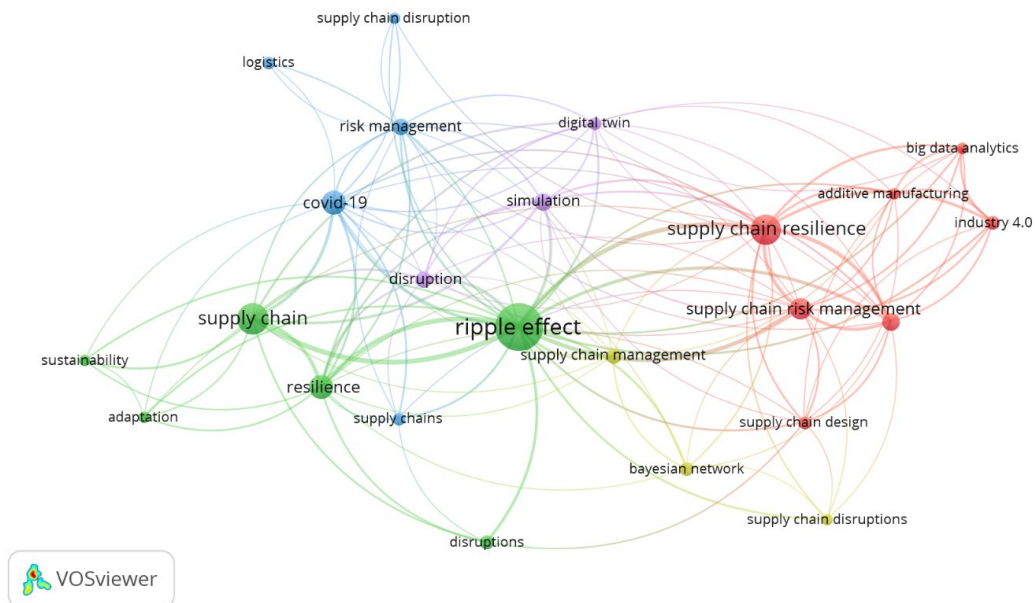 supply chain disruption
logistics
risk management
digital twin
big data analytics
additive manufacturing
covid-19
simulation
industry 4.0
supply chain resilience
disruption
supply chain risk management
supply chain
ripple effect
supply chain management
sustainability
resilience
adaptation
supply chains
supply chain design
bayesian network
supply chain disruptions
disruptions
VOSviewer